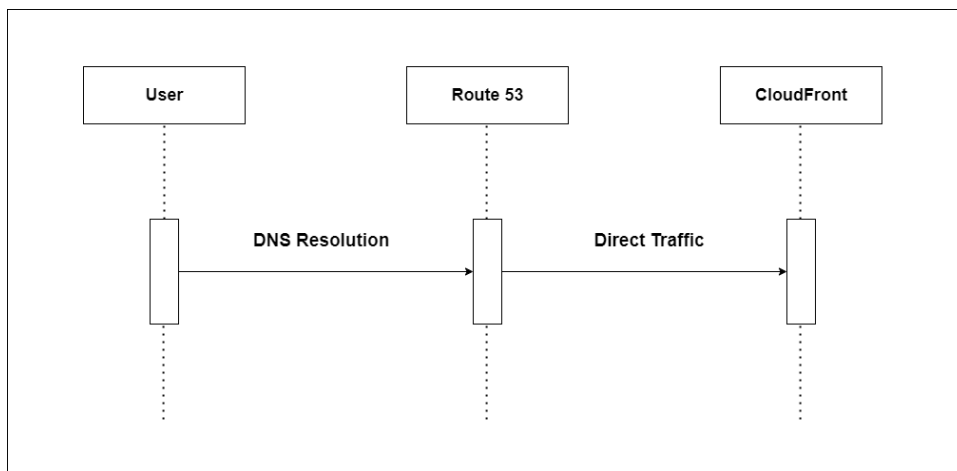 User
Route 53
CloudFront
DNS Resolution
Direct Traffic